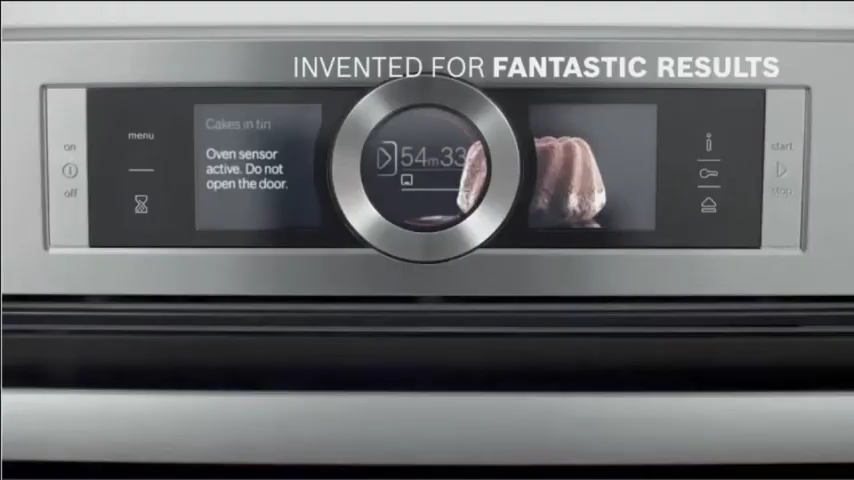 INVENTED FOR FANTASTIC RESULTS
on
off
menu
Cakes in tin
Oven sensor
active. Do not
open the door.
54m33
start
stop